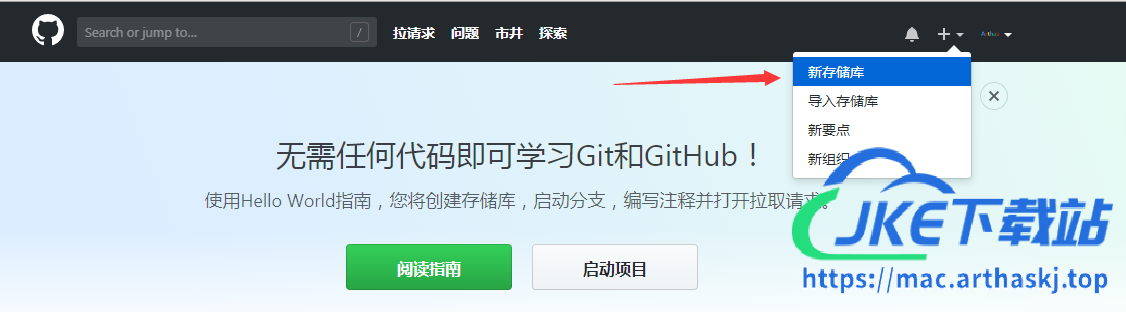 Search or jump to... /
拉请求 问题 市井 探索
Arthas
新存储库
导入存储库
新要点
新组织
无需任何代码即可学习Git和GitHub！
使用Hello World指南，您将创建存储库，启动分支，编写注释并打开拉取请求。
阅读指南
启动项目
JKE下载站
https://mac.arthaskj.top